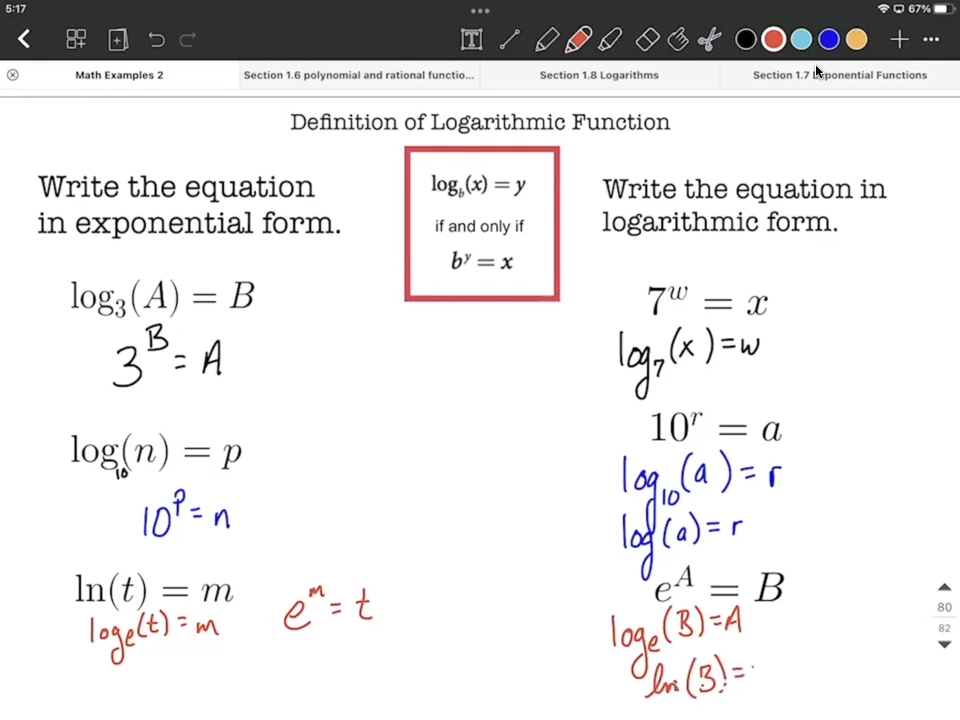 5:17
67%
Math Examples 2
Section 1.6 polynomial and rational functio...
Section 1.8 Logarithms
Section 1.7 Exponential Functions
Definition of Logarithmic Function
Write the equation
in exponential form.
log₃(A) = B
3ᴮ = A
log₁₀(n) = p
10ᵖ = n
ln(t) = m
logₑ(t) = m
eᵐ = t
log_b(x) = y
if and only if
bʸ = x
Write the equation in
logarithmic form.
7ʷ = x
log₇(x) = w
10ʳ = a
log₁₀(a) = r
log(a) = r
eᴬ = B
logₑ(B) = A
ln(B) =
80
82